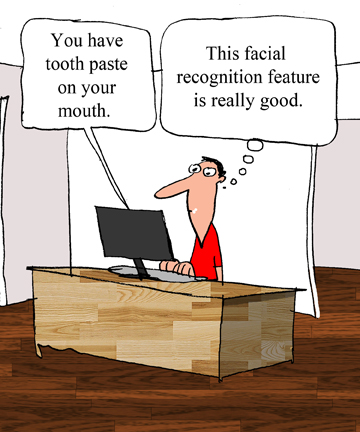 You have
tooth paste
on your
mouth.
This facial
recognition feature
is really good.